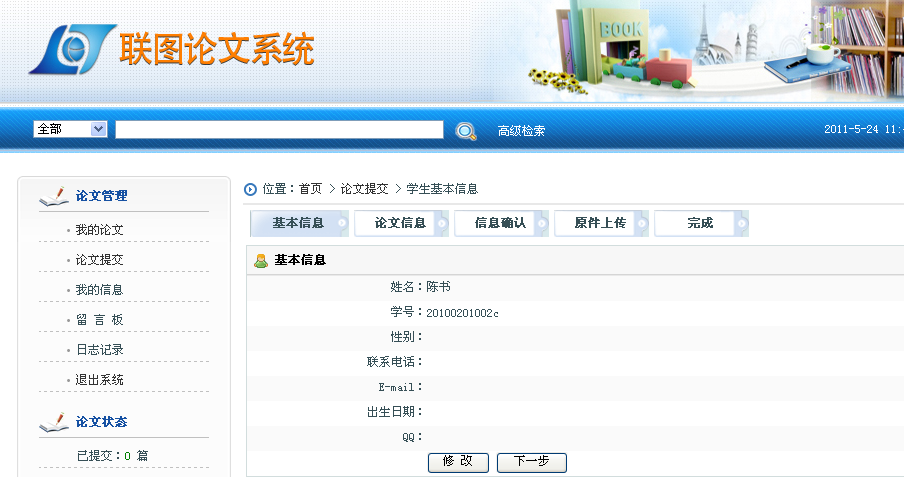 联图论文系统
BOOK
全部
高级检索
2011-5-24 11:
论文管理
我的论文
论文提交
我的信息
留 言 板
日志记录
退出系统
论文状态
已提交：0 篇
位置：首页 > 论文提交 > 学生基本信息
基本信息 论文信息 信息确认 原件上传 完成
基本信息
姓名：陈书
学号：20100201002c
性别：
联系电话：
E-mail：
出生日期：
QQ：
修 改 下一步